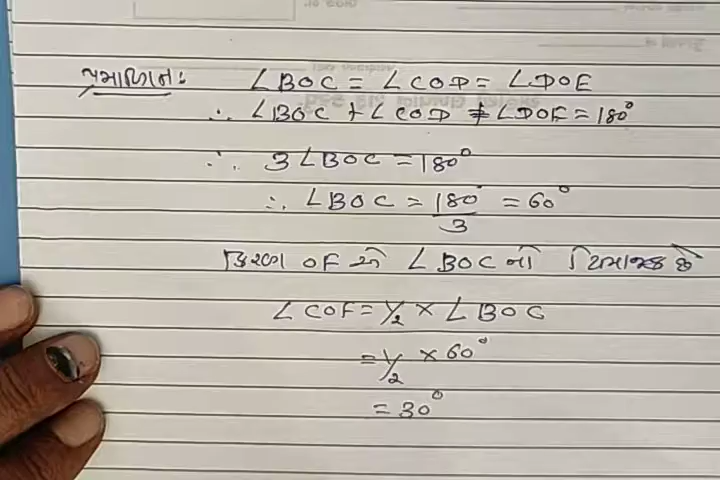 ∠BOC = ∠COD = ∠DOE
∴ ∠BOC + ∠COD + ∠DOE = 180°
∴ 3∠BOC = 180°
∴ ∠BOC = 180°/3 = 60°
કિરણ OF એ ∠BOC નો દ્વિભાજક છે
∠COF = 1/2 × ∠BOC
= 1/2 × 60°
= 30°